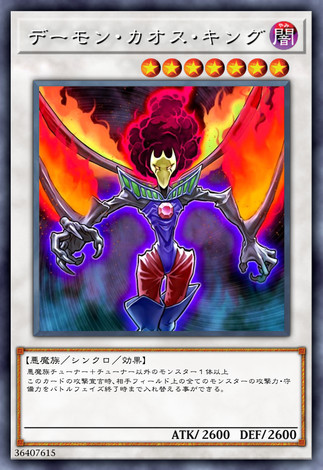 デーモン・カオス・キング
闇
やみ
【悪魔族／シンクロ／効果】
悪魔族チューナー＋チューナー以外のモンスター１体以上
このカードの攻撃宣言時、相手フィールド上の全てのモンスターの攻撃力・守
備力をバトルフェイズ終了時まで入れ替える事ができる。
ATK/ 2600 DEF/ 2600
36407615